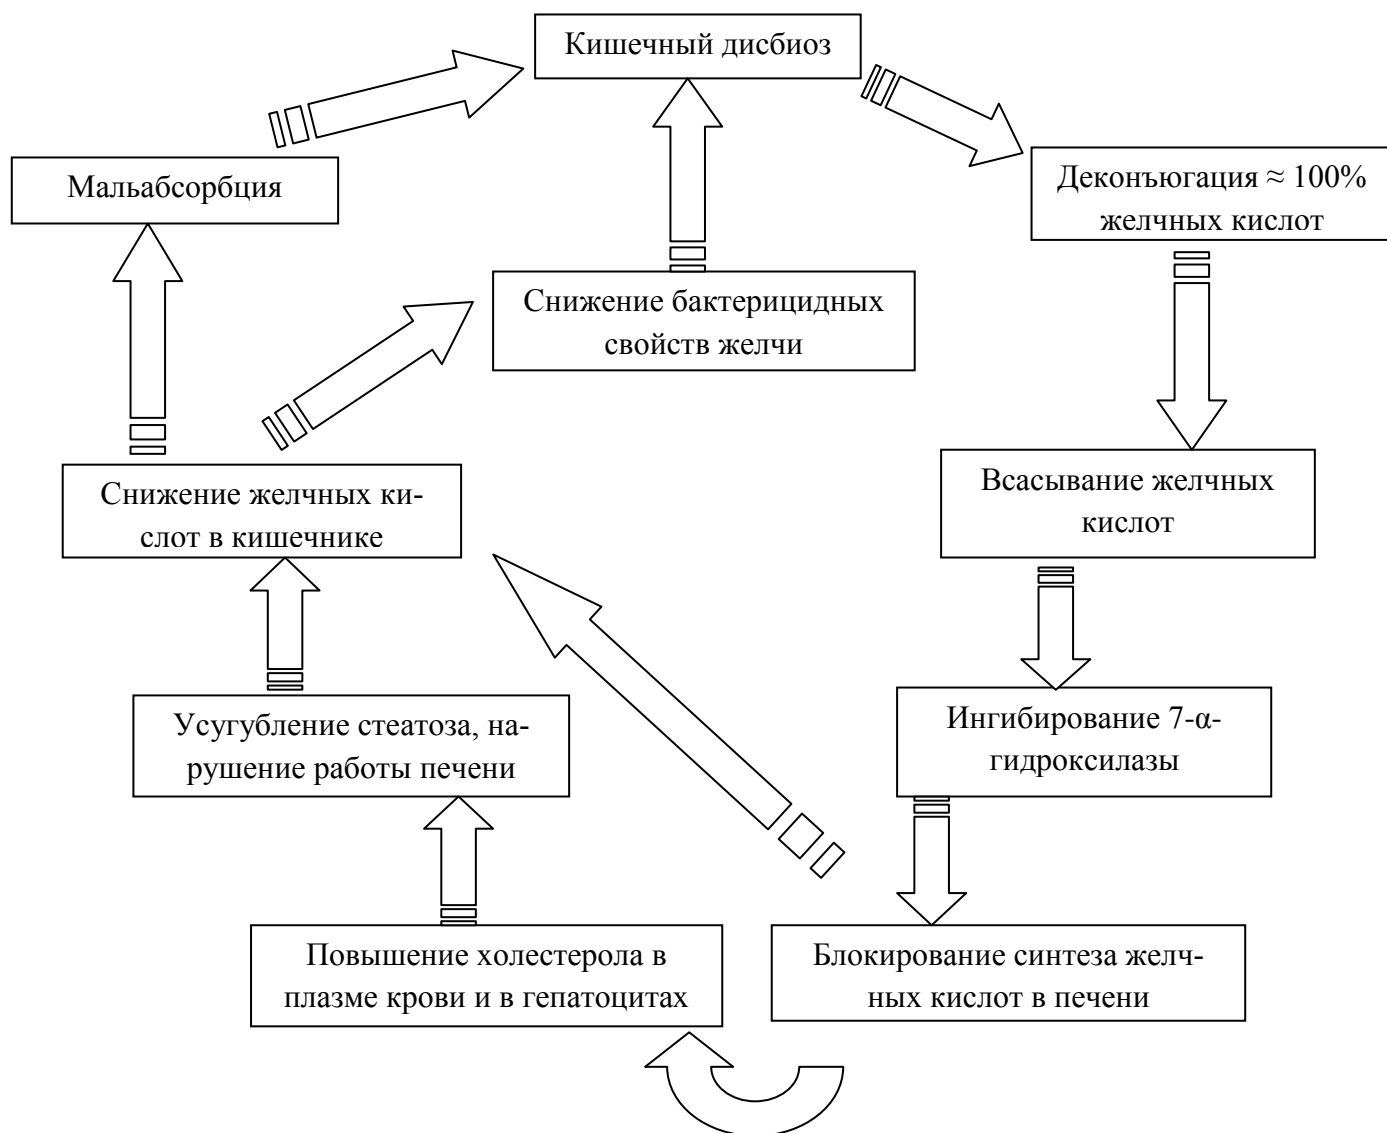 Кишечный дисбиоз
Мальабсорбция
Деконъюгация ≈ 100%
желчных кислот
Снижение бактерицидных
свойств желчи
Снижение желчных ки-
слот в кишечнике
Всасывание желчных
кислот
Усугубление стеатоза, на-
рушение работы печени
Ингибирование 7-α-
гидроксилазы
Повышение холестерола в
плазме крови и в гепатоцитах
Блокирование синтеза желч-
ных кислот в печени